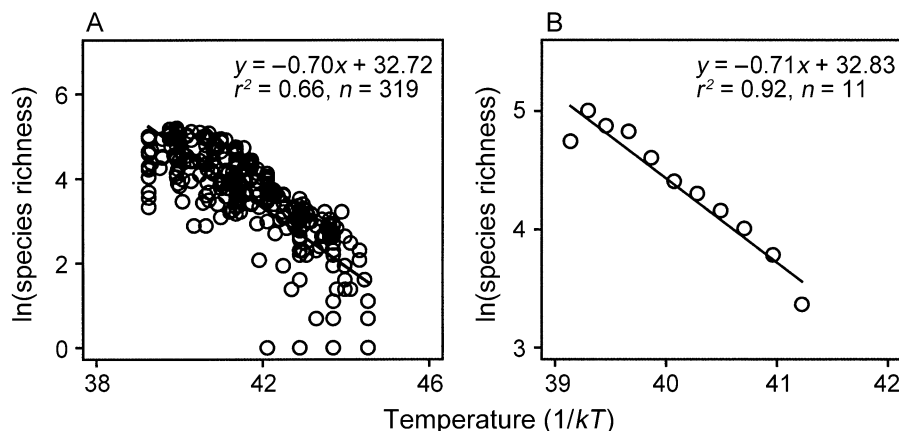 A
B
y = −0.70x + 32.72
r² = 0.66, n = 319
y = −0.71x + 32.83
r² = 0.92, n = 11
ln(species richness)
6
4
2
0
38
42
46
ln(species richness)
5
4
3
39
40
41
42
Temperature (1/kT)